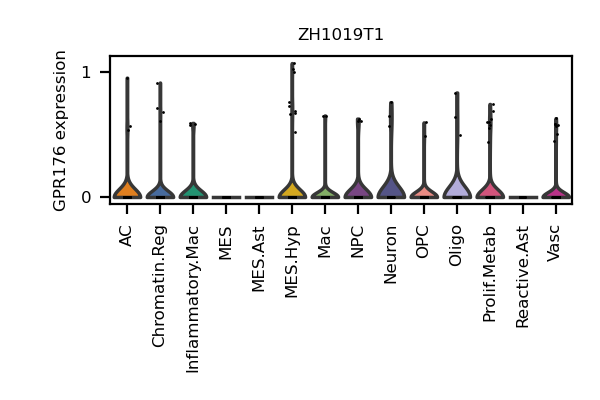 ZH1019T1
GPR176 expression
1
0
AC
Chromatin.Reg
Inflammatory.Mac
MES
MES.Ast
MES.Hyp
Mac
NPC
Neuron
OPC
Oligo
Prolif.Metab
Reactive.Ast
Vasc